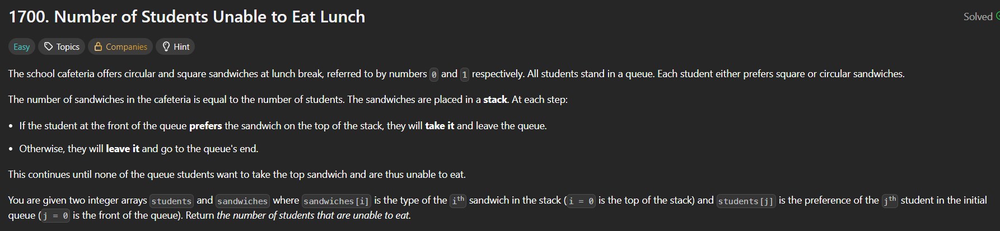 1700. Number of Students Unable to Eat Lunch
Solved
Easy Topics Companies Hint
The school cafeteria offers circular and square sandwiches at lunch break, referred to by numbers 0 and 1 respectively. All students stand in a queue. Each student either prefers square or circular sandwiches.
The number of sandwiches in the cafeteria is equal to the number of students. The sandwiches are placed in a stack. At each step:
• If the student at the front of the queue prefers the sandwich on the top of the stack, they will take it and leave the queue.
• Otherwise, they will leave it and go to the queue's end.
This continues until none of the queue students want to take the top sandwich and are thus unable to eat.
You are given two integer arrays students and sandwiches where sandwiches[i] is the type of the ith sandwich in the stack (i = 0 is the top of the stack) and students[j] is the preference of the jth student in the initial
queue (j = 0 is the front of the queue). Return the number of students that are unable to eat.